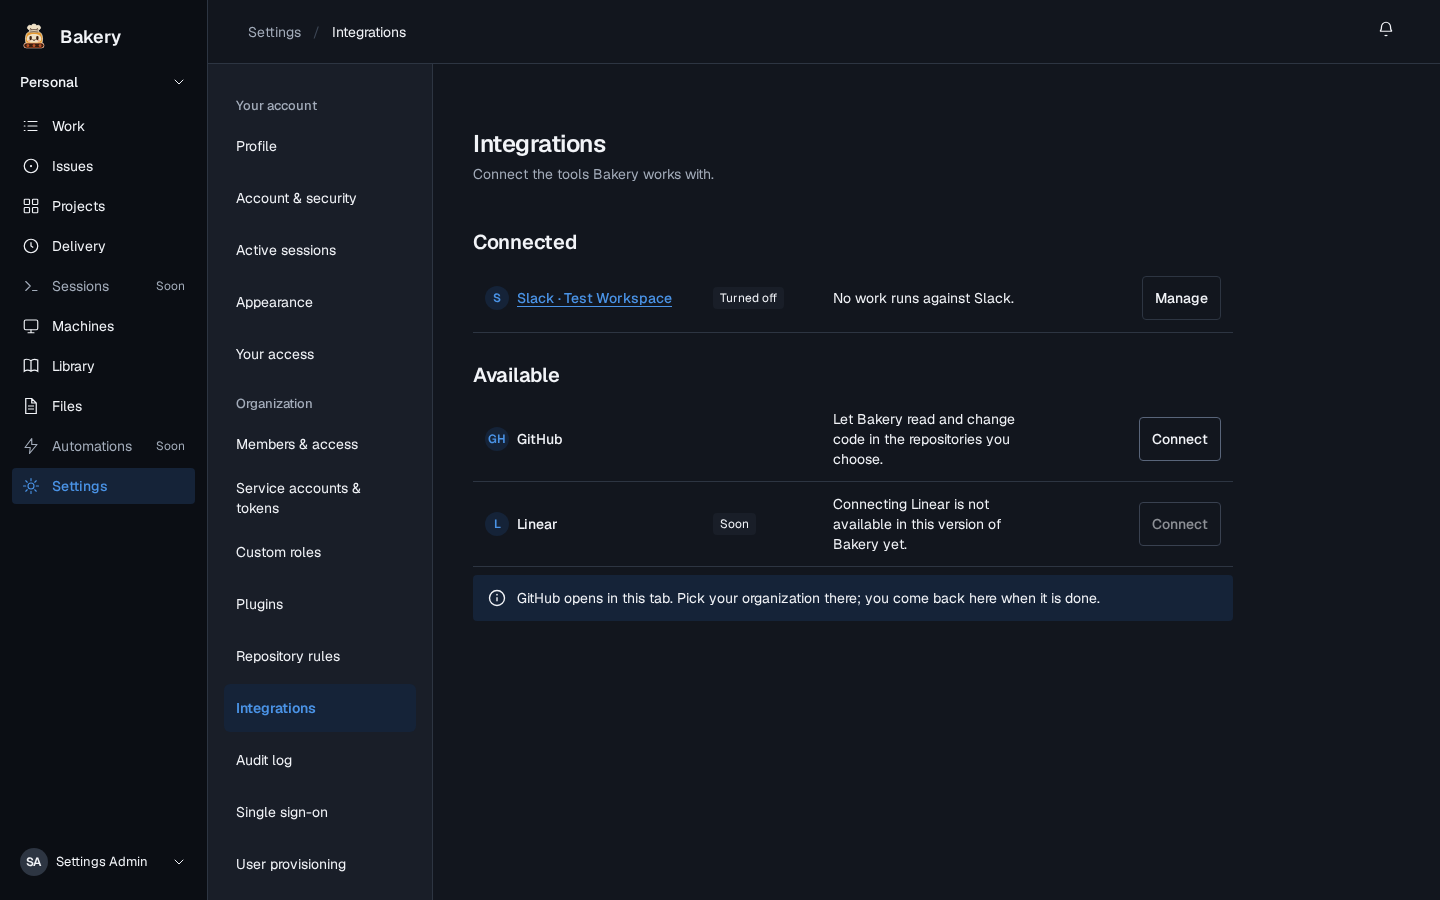 Bakery
Personal
Work
Issues
Projects
Delivery
Sessions Soon
Machines
Library
Files
Automations Soon
Settings
SA Settings Admin
Settings / Integrations
Your account
Profile
Account & security
Active sessions
Appearance
Your access
Organization
Members & access
Service accounts &
tokens
Custom roles
Plugins
Repository rules
Integrations
Audit log
Single sign-on
User provisioning
Integrations
Connect the tools Bakery works with.
Connected
S Slack · Test Workspace Turned off No work runs against Slack. Manage
Available
GH GitHub
Let Bakery read and change
code in the repositories you
choose.
Connect
L Linear Soon
Connecting Linear is not
available in this version of
Bakery yet.
Connect
GitHub opens in this tab. Pick your organization there; you come back here when it is done.